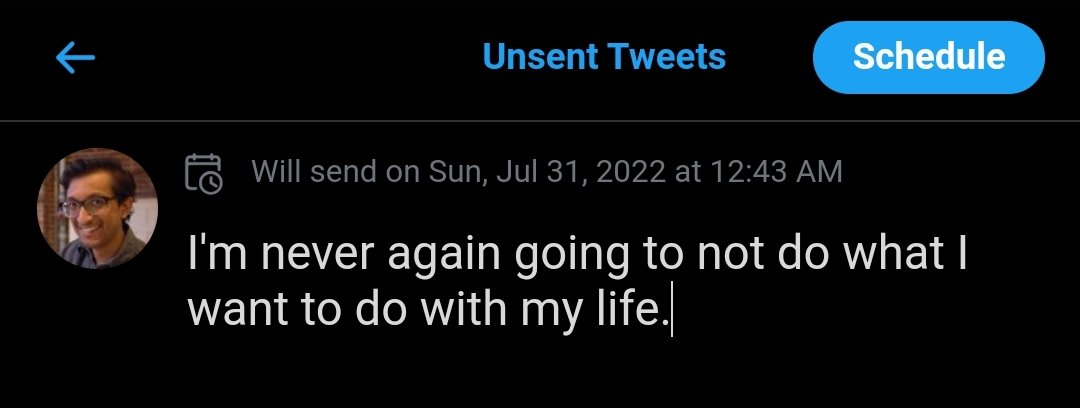 Unsent Tweets
Schedule
Will send on Sun, Jul 31, 2022 at 12:43 AM
I'm never again going to not do what I
want to do with my life.